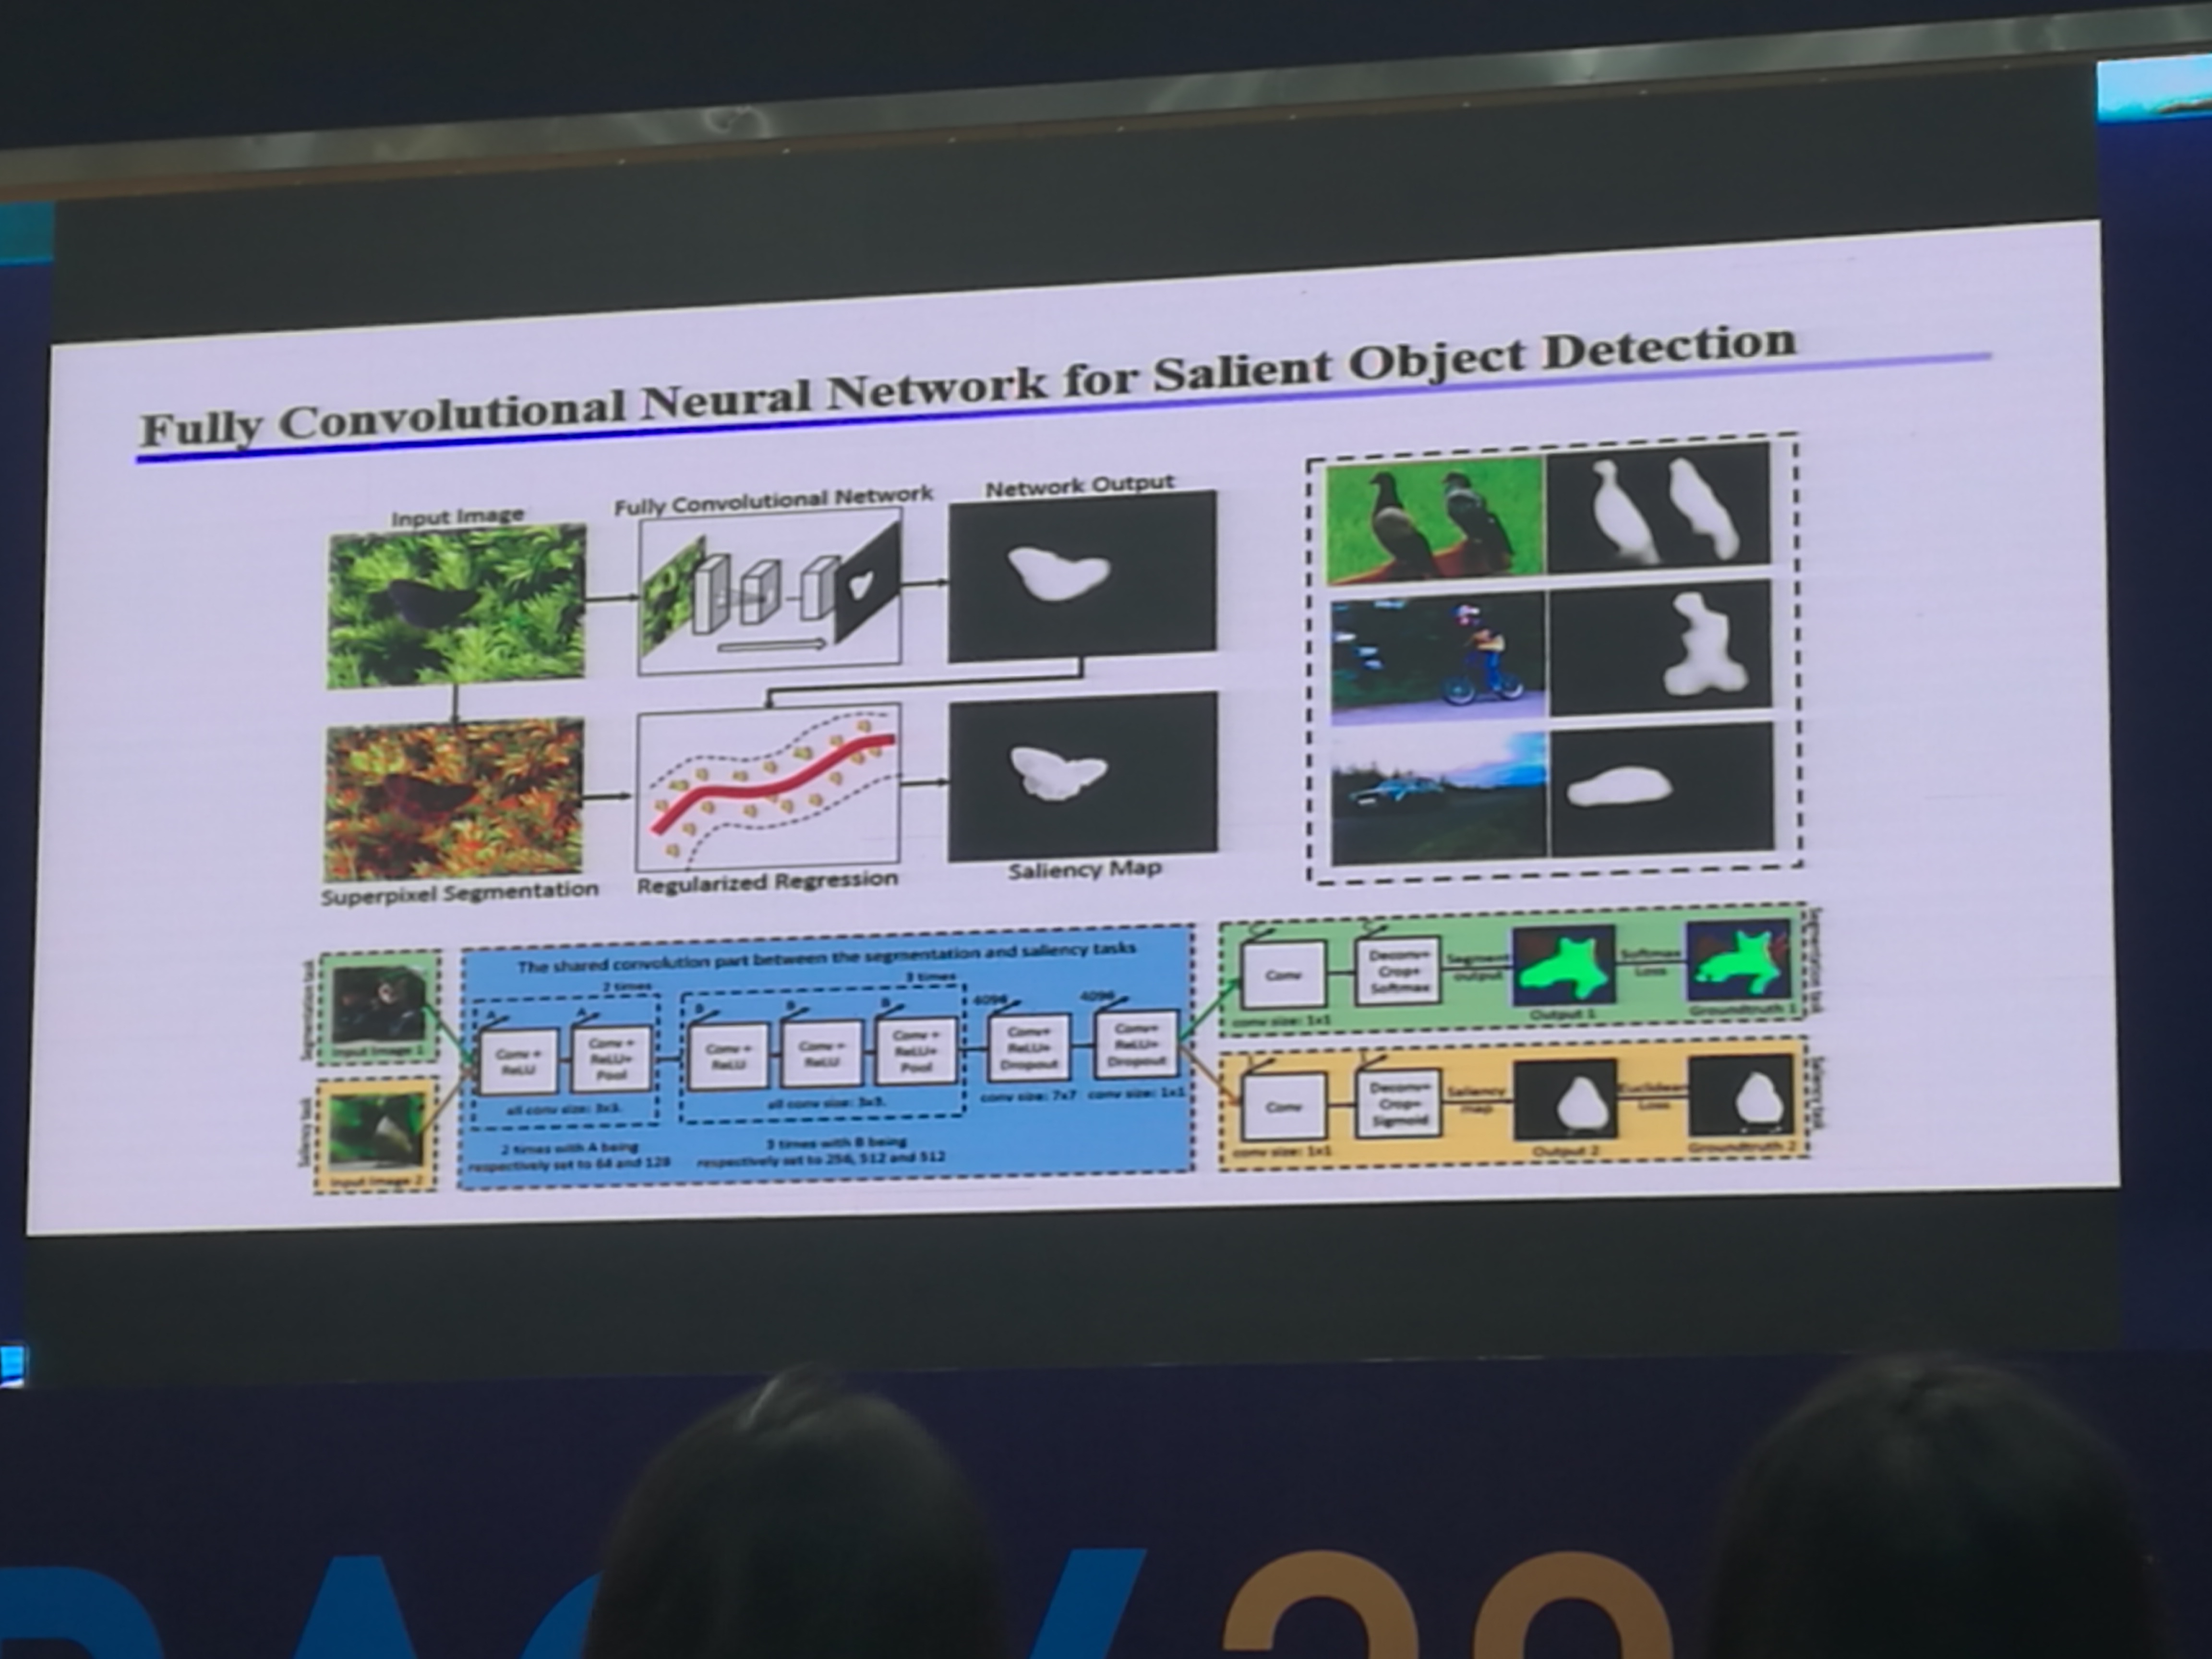 Fully Convolutional Neural Network for Salient Object Detection
Input Image
Fully Convolutional Network
Network Output
Superpixel Segmentation
Regularized Regression
Saliency Map
Segmentation task
Input Image 1
Saliency task
Input Image 2
The shared convolution part between the segmentation and saliency tasks
2 times
3 times
A
A
B
B
B
4096
4096
Conv +
ReLU
Conv +
ReLU+
Pool
Conv +
ReLU
Conv +
ReLU
Conv +
ReLU+
Pool
Conv+
ReLU+
Dropout
Conv+
ReLU+
Dropout
all conv size: 3x3.
all conv size: 3x3.
conv size: 7x7
conv size: 1x1
2 times with A being
respectively set to 64 and 128
3 times with B being
respectively set to 256, 512 and 512
C
C
Conv
Deconv+
Crop+
Softmax
Segment
output
Softmax
Loss
conv size: 1x1
Output 1
Groundtruth 1
Segmentation task
Conv
Deconv+
Crop+
Sigmoid
Saliency
map
Euclidean
Loss
conv size: 1x1
Output 2
Groundtruth 2
Saliency task